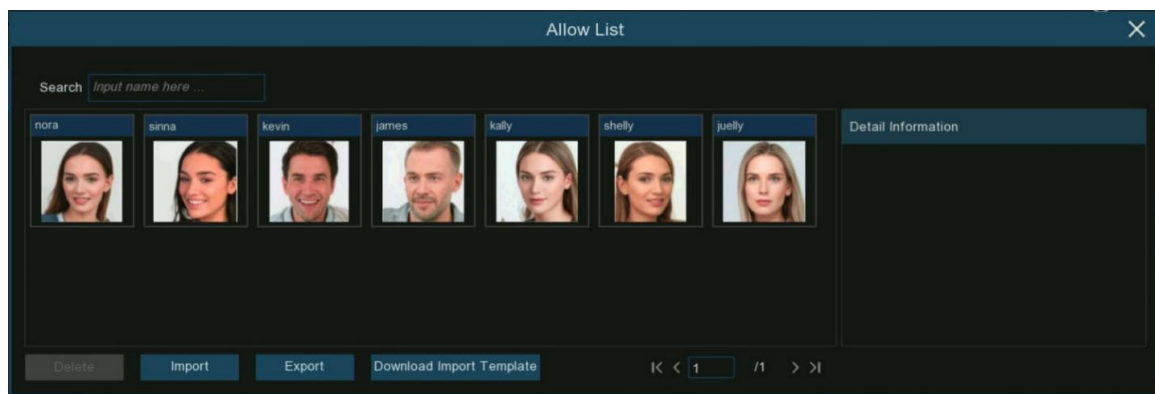 Allow List
Search Input name here ...
nora sinna kevin james kally shelly juelly
Detail Information
Delete Import Export Download Import Template 1 /1